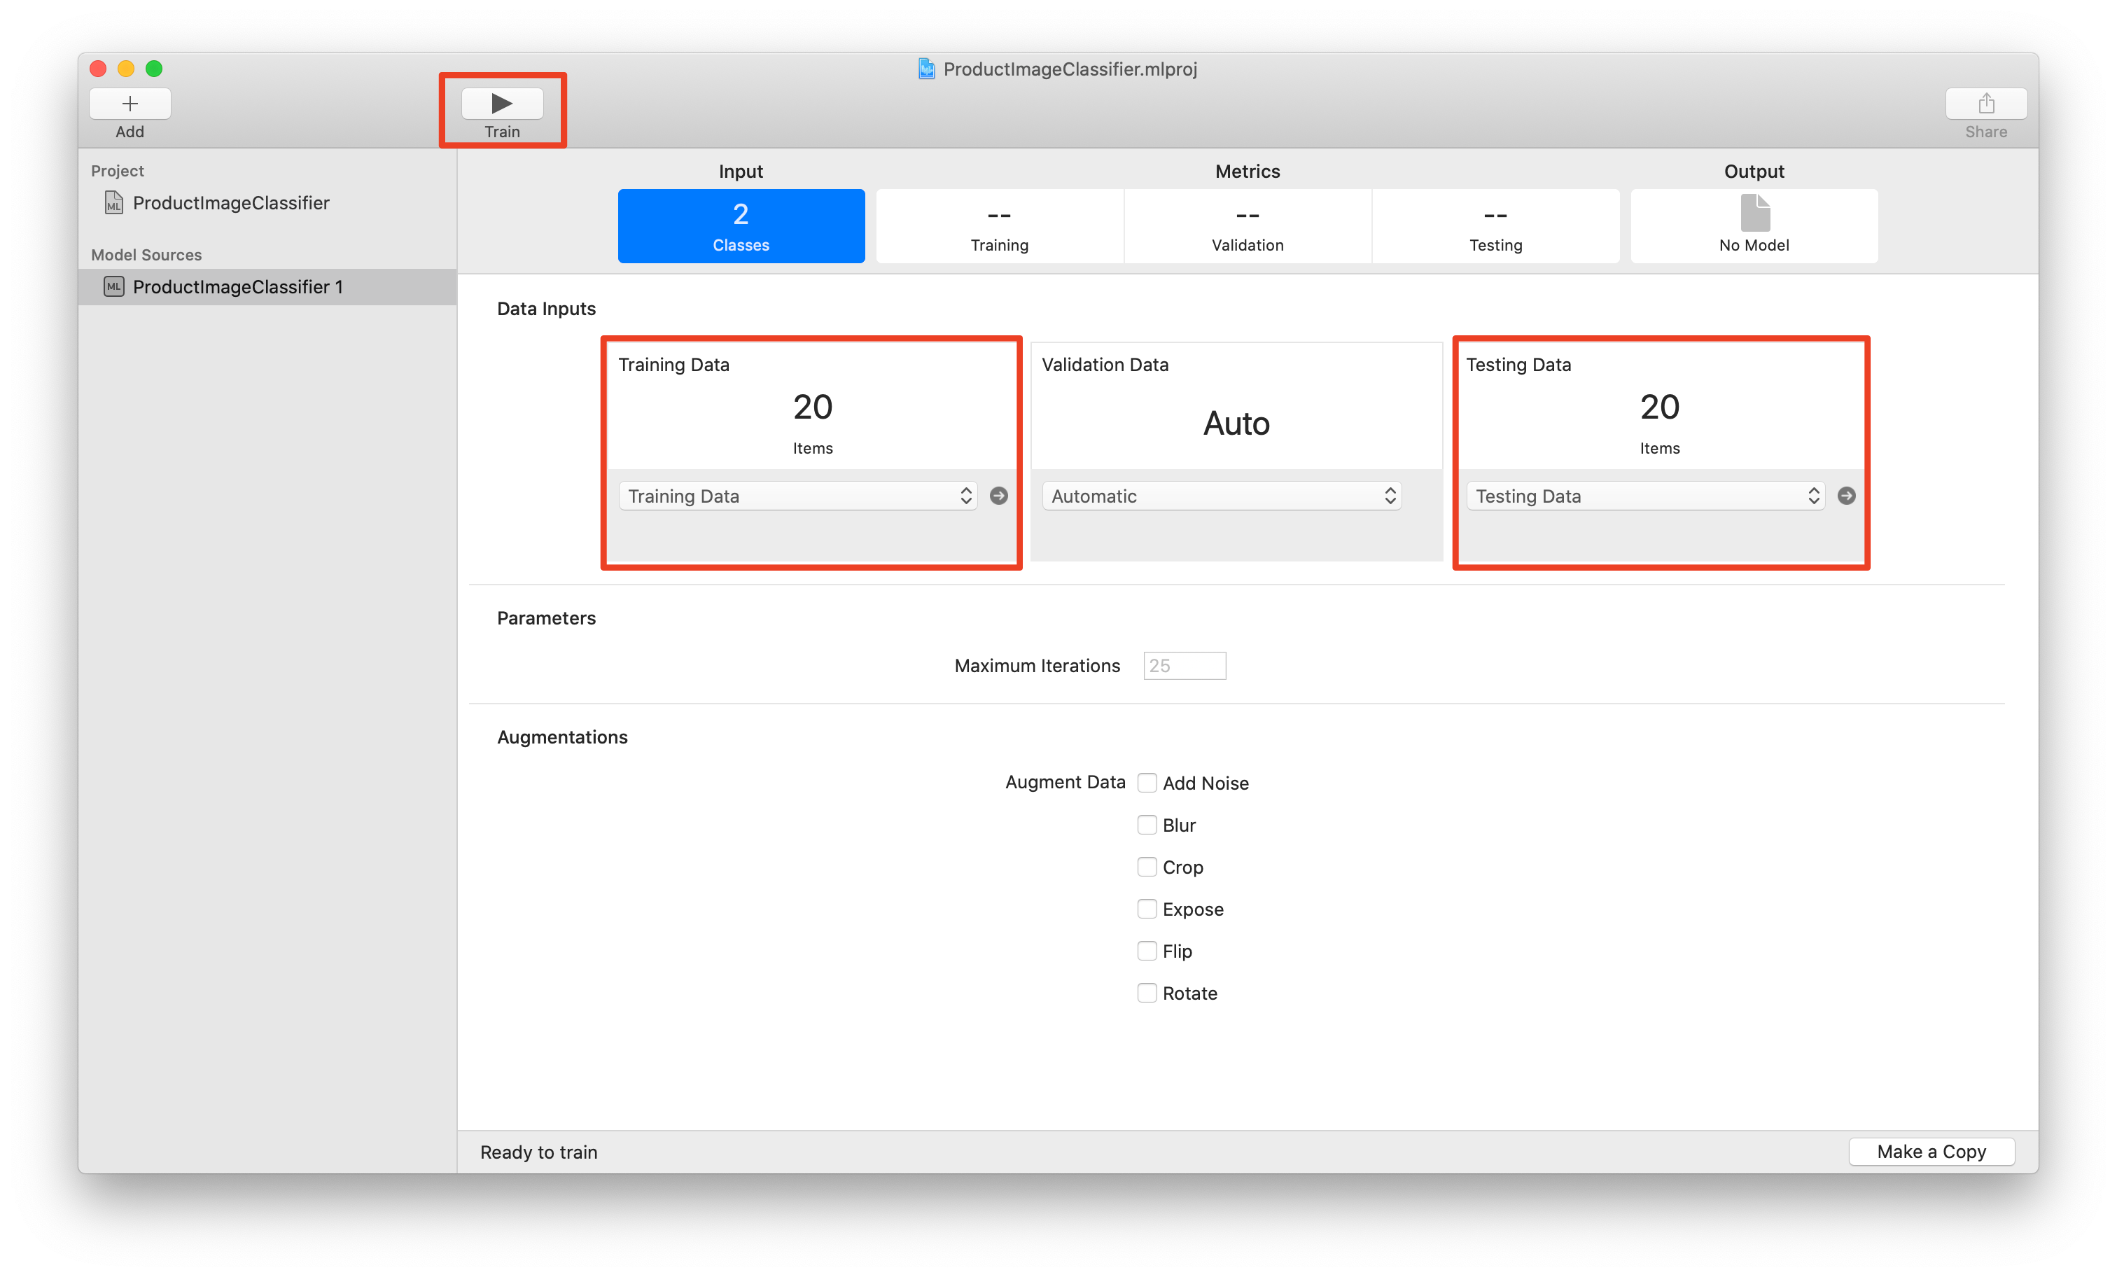 ProductImageClassifier.mlproj
Add
Train
Share
Project
ML ProductImageClassifier
Model Sources
ML ProductImageClassifier 1
Input
Metrics
Output
2
--
--
--
Classes
Training
Validation
Testing
No Model
Data Inputs
Training Data
Validation Data
Testing Data
20
Auto
20
Items
Items
Training Data
Automatic
Testing Data
Parameters
Maximum Iterations 25
Augmentations
Augment Data Add Noise
Blur
Crop
Expose
Flip
Rotate
Ready to train
Make a Copy